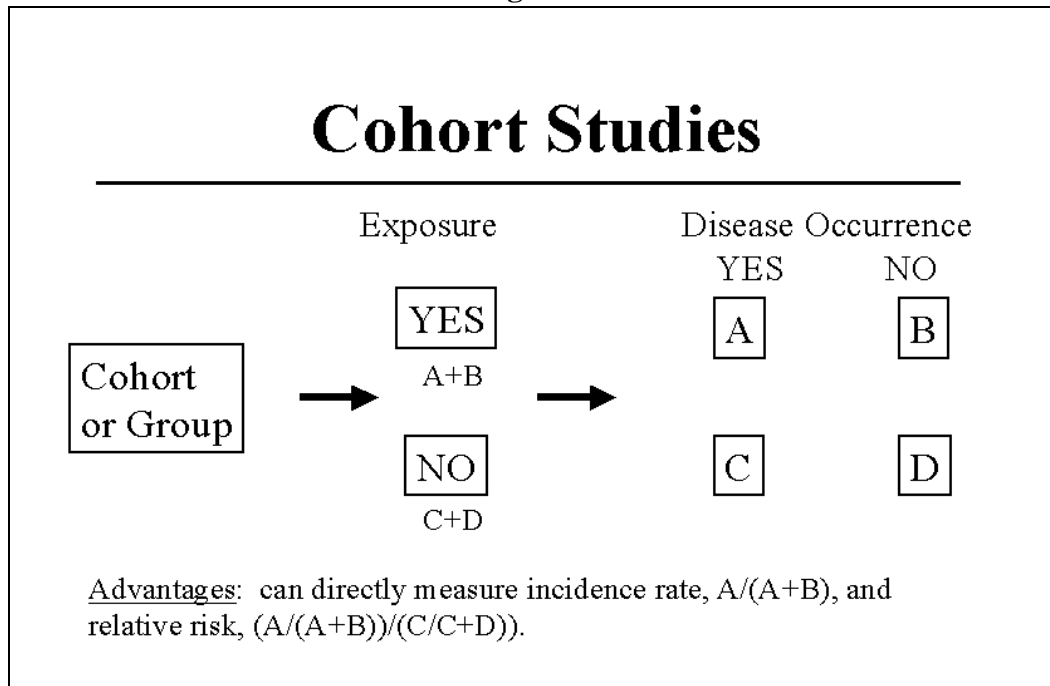 Cohort Studies
Exposure Disease Occurrence
YES NO
YES A B
A+B
Cohort
or Group
NO C D
C+D
Advantages: can directly measure incidence rate, A/(A+B), and
relative risk, (A/(A+B))/(C/C+D)).